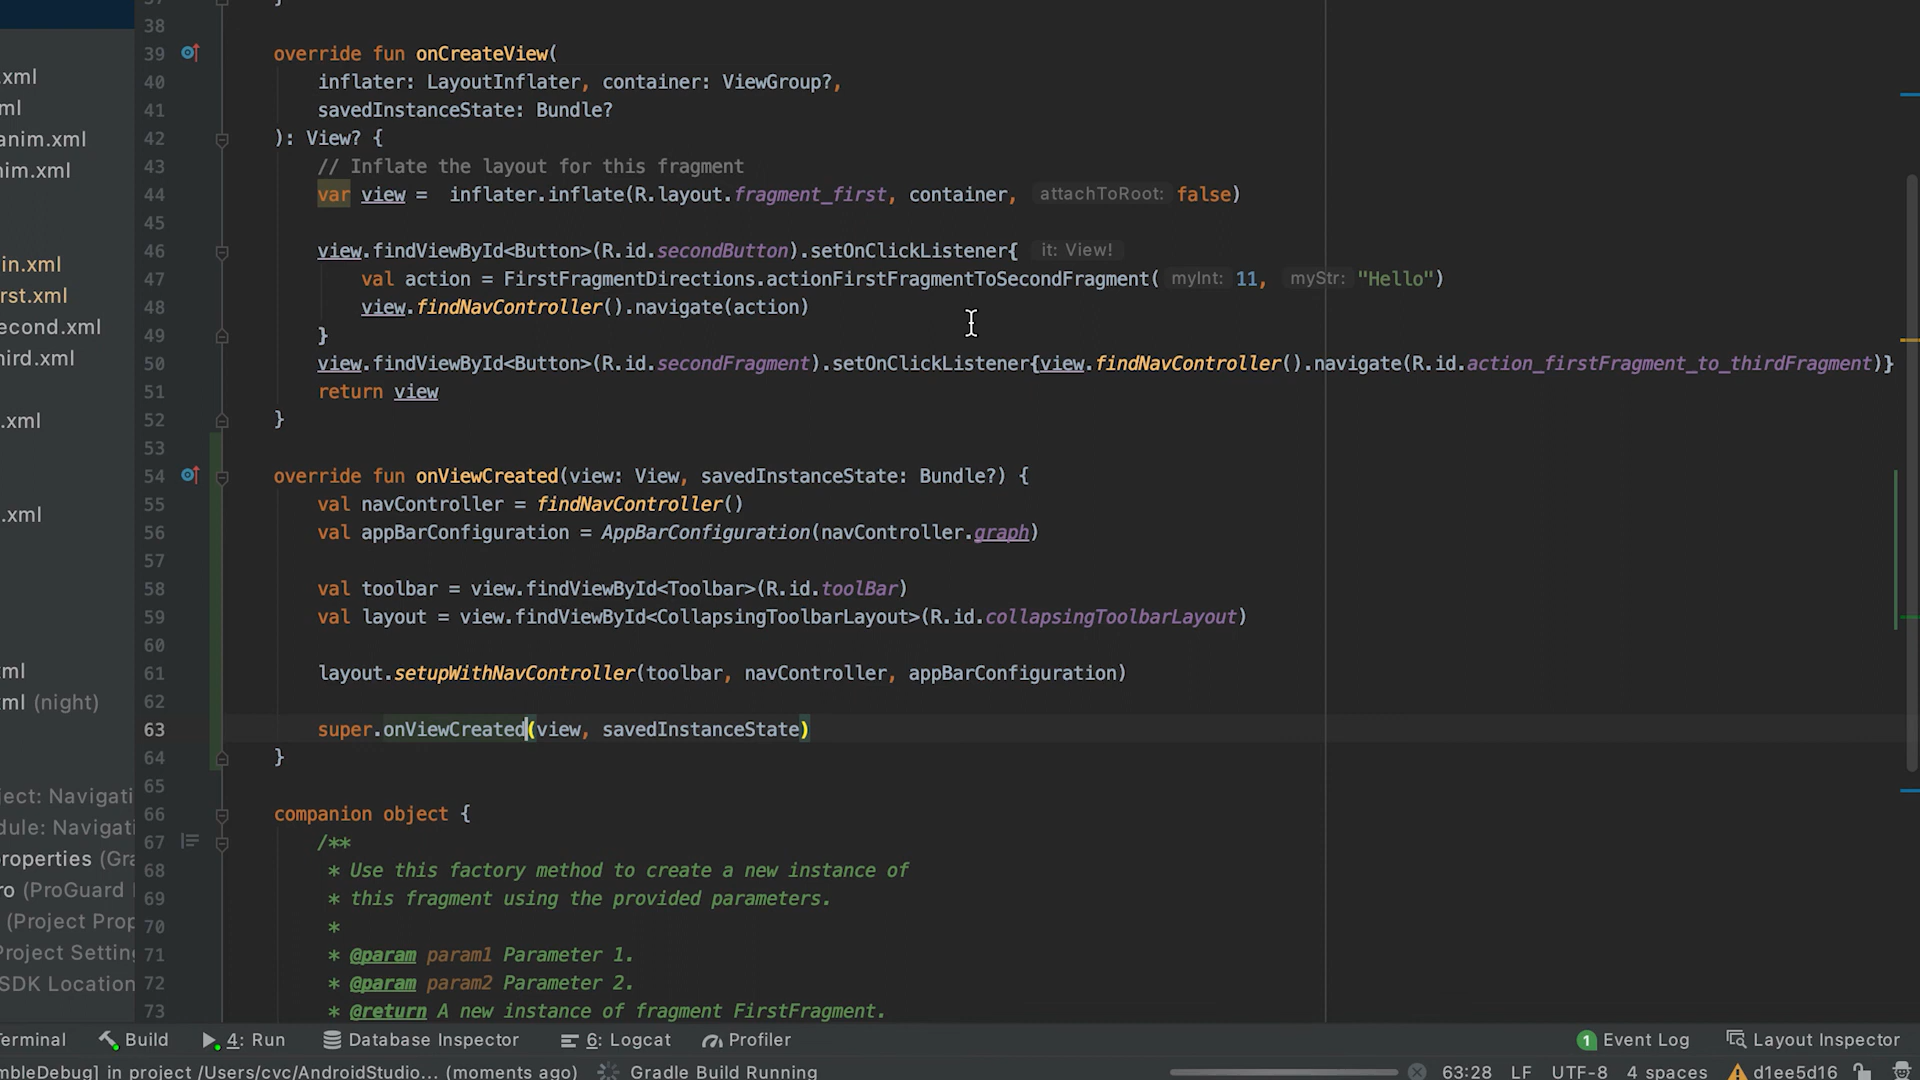 37 }
38
.xml
39 override fun onCreateView(
40 inflater: LayoutInflater, container: ViewGroup?,
ml
41 savedInstanceState: Bundle?
anim.xml
42 ): View? {
nim.xml
43 // Inflate the layout for this fragment
44 var view =  inflater.inflate(R.layout.fragment_first, container, attachToRoot: false)
45
46 view.findViewById<Button>(R.id.secondButton).setOnClickListener{ it: View!
in.xml
47 val action = FirstFragmentDirections.actionFirstFragmentToSecondFragment( myInt: 11, myStr: "Hello")
rst.xml
48 view.findNavController().navigate(action)
econd.xml
49 }
hird.xml
50 view.findViewById<Button>(R.id.secondFragment).setOnClickListener{view.findNavController().navigate(R.id.action_firstFragment_to_thirdFragment)}
51 return view
.xml
52 }
53
54 override fun onViewCreated(view: View, savedInstanceState: Bundle?) {
55 val navController = findNavController()
.xml
56 val appBarConfiguration = AppBarConfiguration(navController.graph)
57
58 val toolbar = view.findViewById<Toolbar>(R.id.toolBar)
59 val layout = view.findViewById<CollapsingToolbarLayout>(R.id.collapsingToolbarLayout)
60
61 layout.setupWithNavController(toolbar, navController, appBarConfiguration)
ml
62
ml (night)
63 super.onViewCreated(view, savedInstanceState)
64 }
65
ject: Navigati
66 companion object {
dule: Navigati
67 /**
roperties (Gra
68 * Use this factory method to create a new instance of
ro (ProGuard
69 * this fragment using the provided parameters.
(Project Prop
70 *
Project Setting
71 * @param param1 Parameter 1.
SDK Location
72 * @param param2 Parameter 2.
73 * @return A new instance of fragment FirstFragment.
erminal Build 4: Run Database Inspector 6: Logcat Profiler 1 Event Log Layout Inspector
mbleDebug] in project /Users/cvc/AndroidStudio... (moments ago) Gradle Build Running 63:28 LF UTF-8 4 spaces d1ee5d16